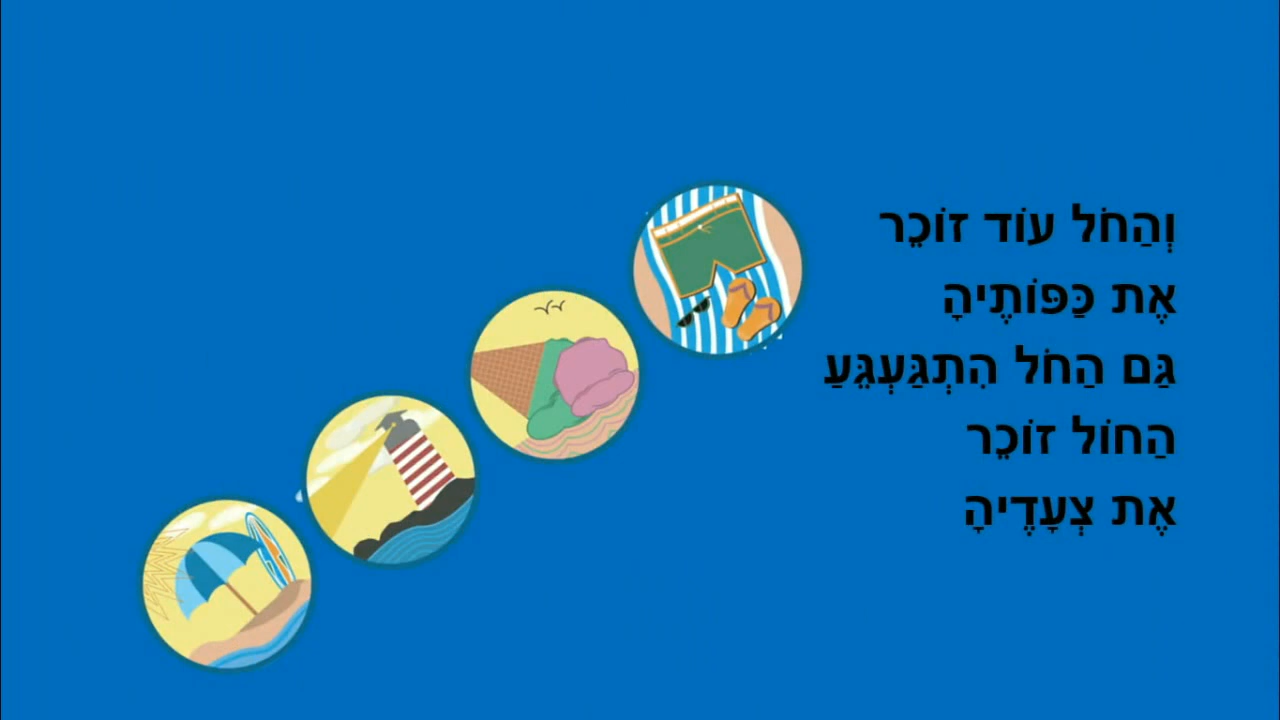 וְהַחֹל עוֹד זוֹכֵר
אֶת כַּפּוֹתֶיהָ
גַּם הַחֹל הִתְגַּעְגֵּעַ
הַחוֹל זוֹכֵר
אֶת צְעָדֶיהָ